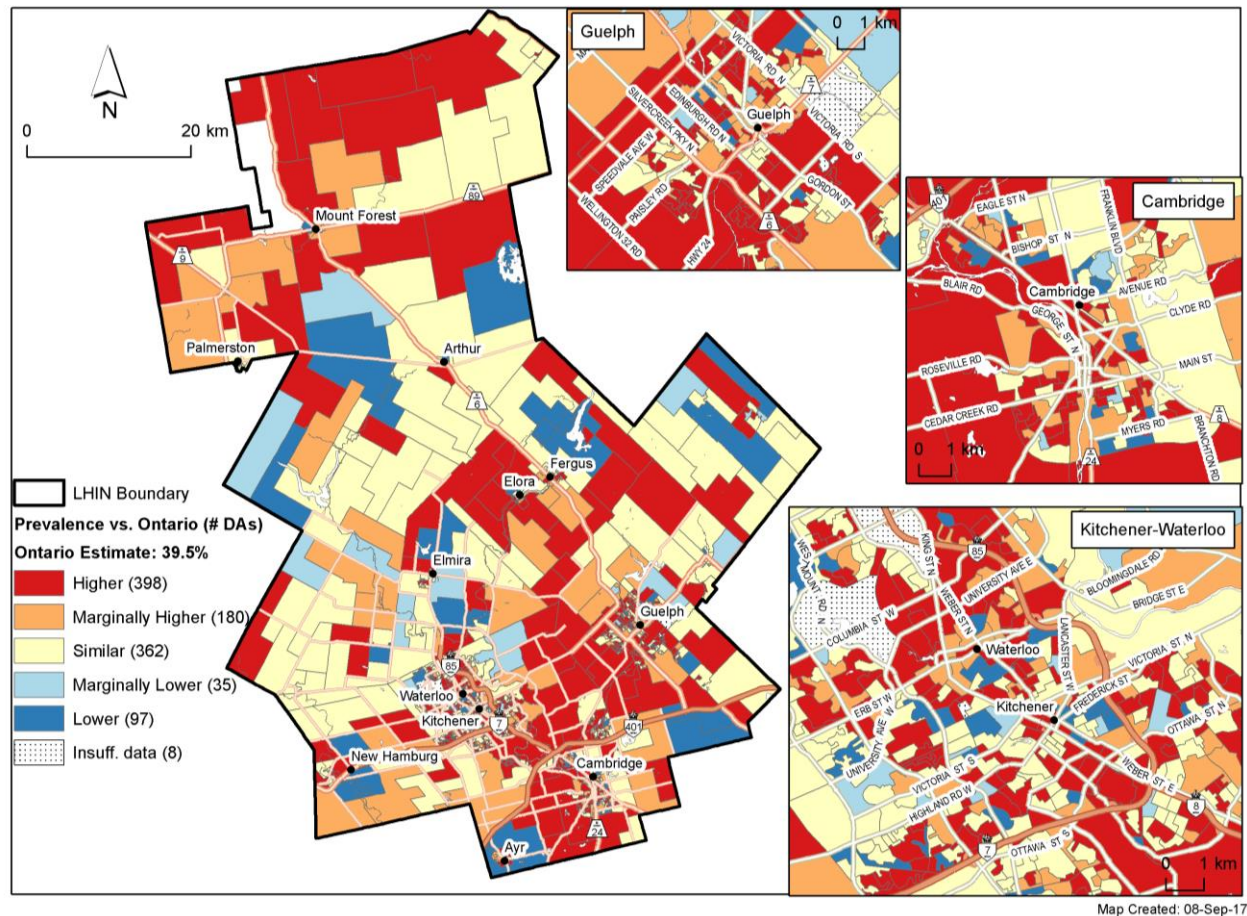 N
0 20 km
Mount Forest
89
9
Palmerston
Arthur
6
Fergus
Elora
Elmira
Guelph
85
Waterloo
Kitchener
7
401
New Hamburg
Cambridge
24
Ayr
LHIN Boundary
Prevalence vs. Ontario (# DAs)
Ontario Estimate: 39.5%
Higher (398)
Marginally Higher (180)
Similar (362)
Marginally Lower (35)
Lower (97)
Insuff. data (8)
Guelph
0 1 km
VICTORIA RD N
7
EDINBURGH RD N
SILVERCREEK PKY N
Guelph
VICTORIA RD S
SPEEDVALE AVE W
PAISLEY RD
GORDON ST
WELLINGTON 32 RD
HWY 24
6
Cambridge
401
EAGLE ST N
FRANKLIN BLVD
BISHOP ST N
BLAIR RD
Cambridge
AVENUE RD
GEORGE ST N
CLYDE RD
ROSEVILLE RD
MAIN ST
CEDAR CREEK RD
MYERS RD
8
BRANCHTON RD
24
0 1 km
Kitchener-Waterloo
WESTMOUNT RD N
KING ST N
85
UNIVERSITY AVE E
BLOOMINGDALE RD
BRIDGE ST E
WEBER ST N
COLUMBIA ST W
LANCASTER ST W
Waterloo
VICTORIA ST N
ERB ST W
FREDERICK ST
Kitchener
OTTAWA ST N
UNIVERSITY AVE W
VICTORIA ST S
WEBER ST E
HIGHLAND RD W
8
7
OTTAWA ST S
0 1 km
Map Created: 08-Sep-17